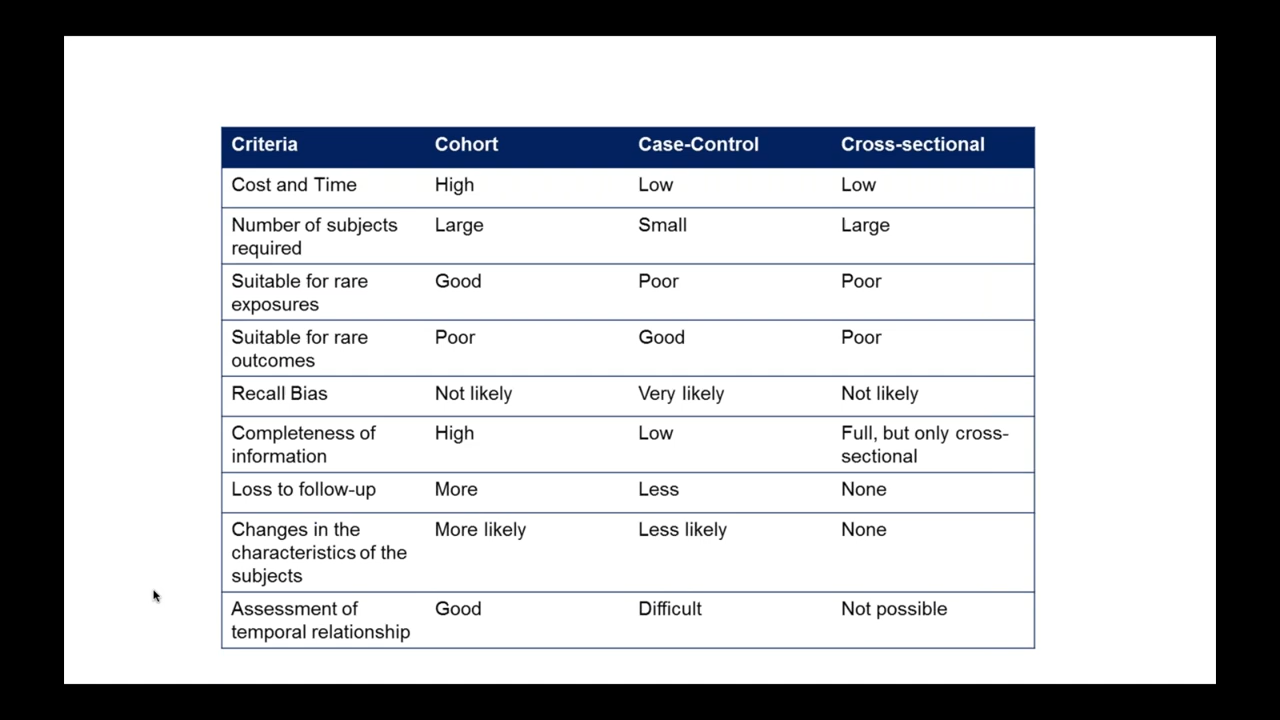 Criteria Cohort Case-Control Cross-sectional
Cost and Time High Low Low
Number of subjects Large Small Large
required
Suitable for rare Good Poor Poor
exposures
Suitable for rare Poor Good Poor
outcomes
Recall Bias Not likely Very likely Not likely
Completeness of High Low Full, but only cross-
information sectional
Loss to follow-up More Less None
Changes in the More likely Less likely None
characteristics of the
subjects
Assessment of Good Difficult Not possible
temporal relationship